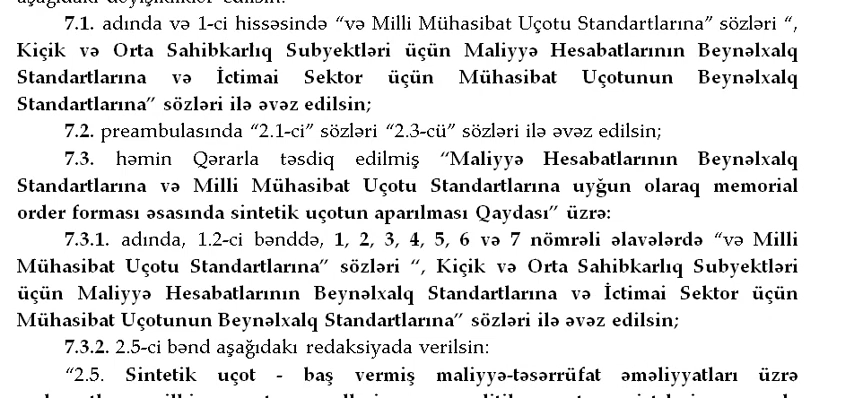 7.1. adında və 1-ci hissəsində “və Milli Mühasibat Uçotu Standartlarına” sözləri “,
Kiçik və Orta Sahibkarlıq Subyektləri üçün Maliyyə Hesabatlarının Beynəlxalq
Standartlarına və İctimai Sektor üçün Mühasibat Uçotunun Beynəlxalq
Standartlarına” sözləri ilə əvəz edilsin;
7.2. preambulasında “2.1-ci” sözləri “2.3-cü” sözləri ilə əvəz edilsin;
7.3. həmin Qərarla təsdiq edilmiş “Maliyyə Hesabatlarının Beynəlxalq
Standartlarına və Milli Mühasibat Uçotu Standartlarına uyğun olaraq memorial
order forması əsasında sintetik uçotun aparılması Qaydası” üzrə:
7.3.1. adında, 1.2-ci bənddə, 1, 2, 3, 4, 5, 6 və 7 nömrəli əlavələrdə “və Milli
Mühasibat Uçotu Standartlarına” sözləri “, Kiçik və Orta Sahibkarlıq Subyektləri
üçün Maliyyə Hesabatlarının Beynəlxalq Standartlarına və İctimai Sektor üçün
Mühasibat Uçotunun Beynəlxalq Standartlarına” sözləri ilə əvəz edilsin;
7.3.2. 2.5-ci bənd aşağıdakı redaksiyada verilsin:
“2.5. Sintetik uçot - baş vermiş maliyyə-təsərrüfat əməliyyatları üzrə